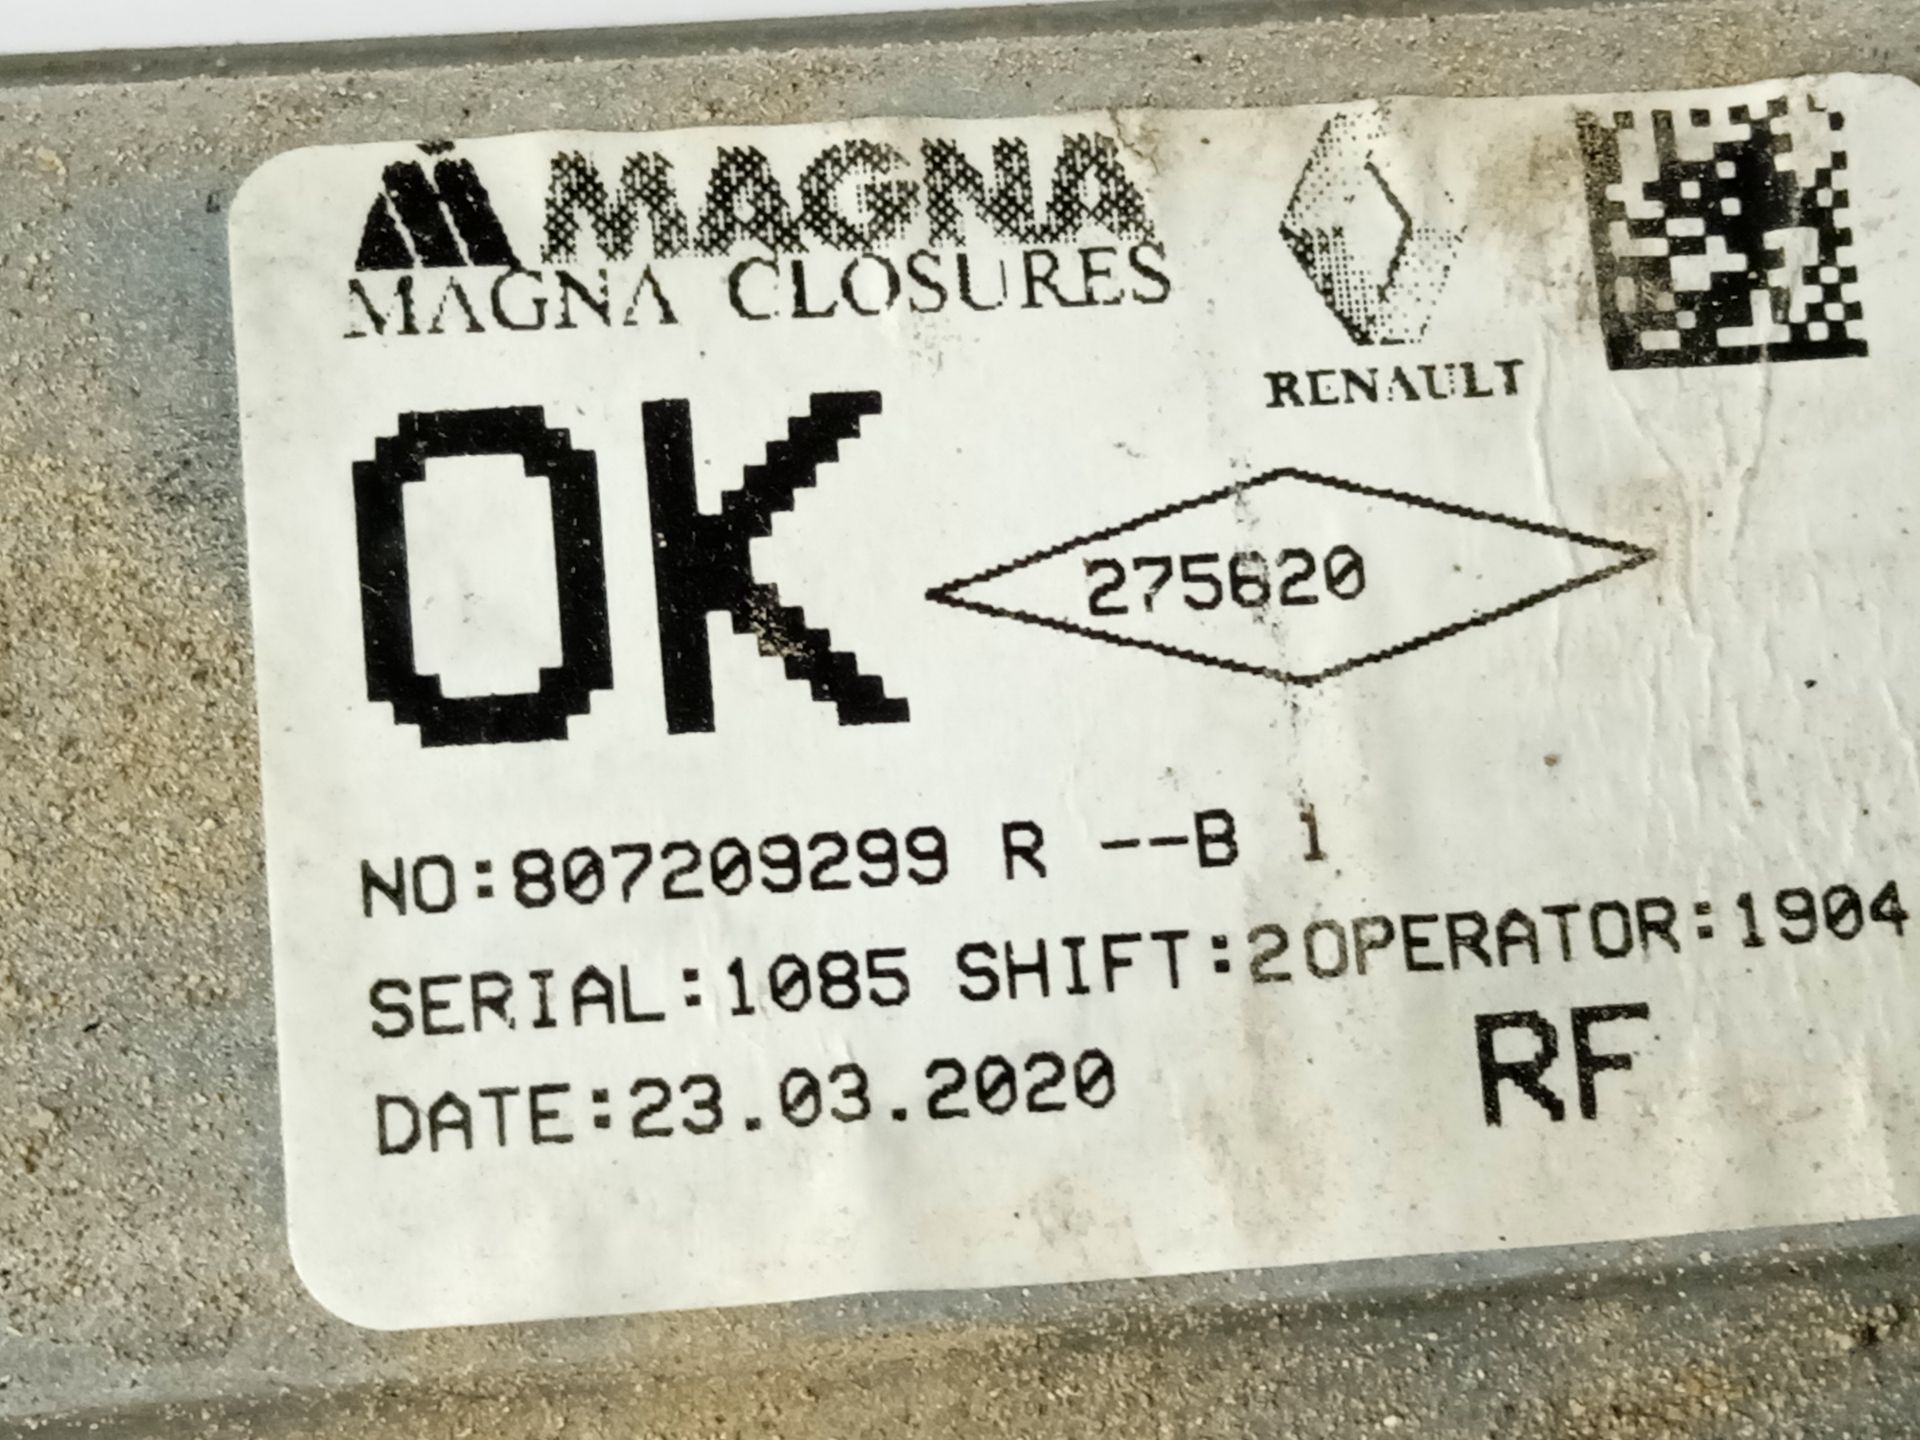 MAGNA
MAGNA CLOSURES
RENAULT
OK
275620
NO:807209299 R --B 1
SERIAL:1085 SHIFT:2OPERATOR:1904
DATE:23.03.2020
RF